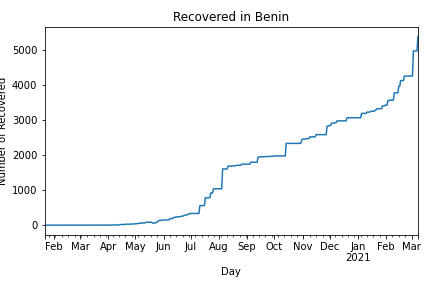 Recovered in Benin
Number of Recovered
5000
4000
3000
2000
1000
0
Feb Mar Apr May Jun Jul Aug Sep Oct Nov Dec Jan Feb Mar
2021
Day